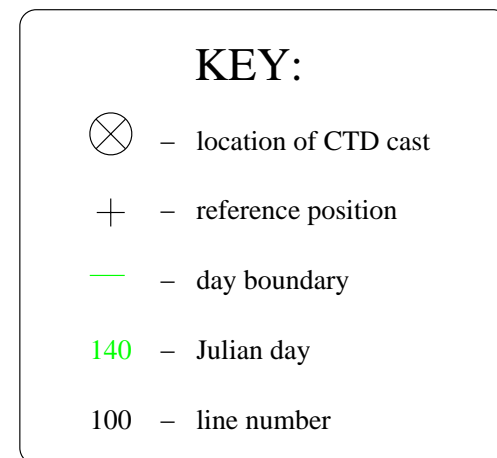 KEY:
– location of CTD cast
– reference position
– day boundary
140 – Julian day
100 – line number